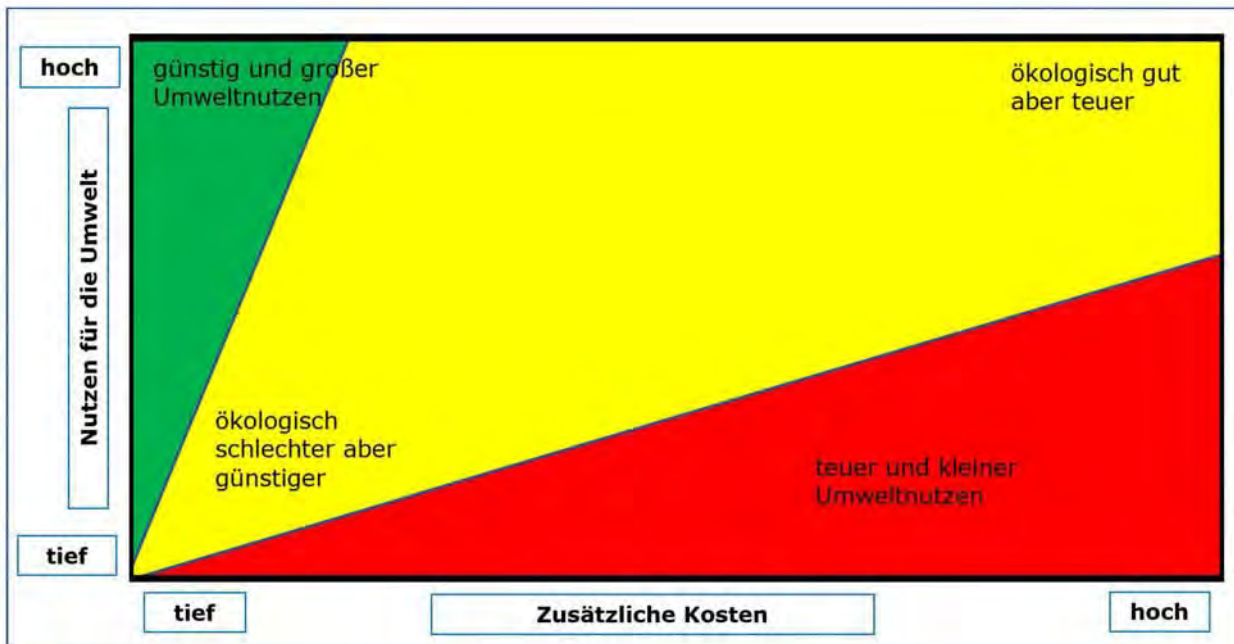 hoch
günstig und großer
Umweltnutzen
ökologisch gut
aber teuer
Nutzen für die Umwelt
ökologisch
schlechter aber
günstiger
teuer und kleiner
Umweltnutzen
tief
tief
Zusätzliche Kosten
hoch